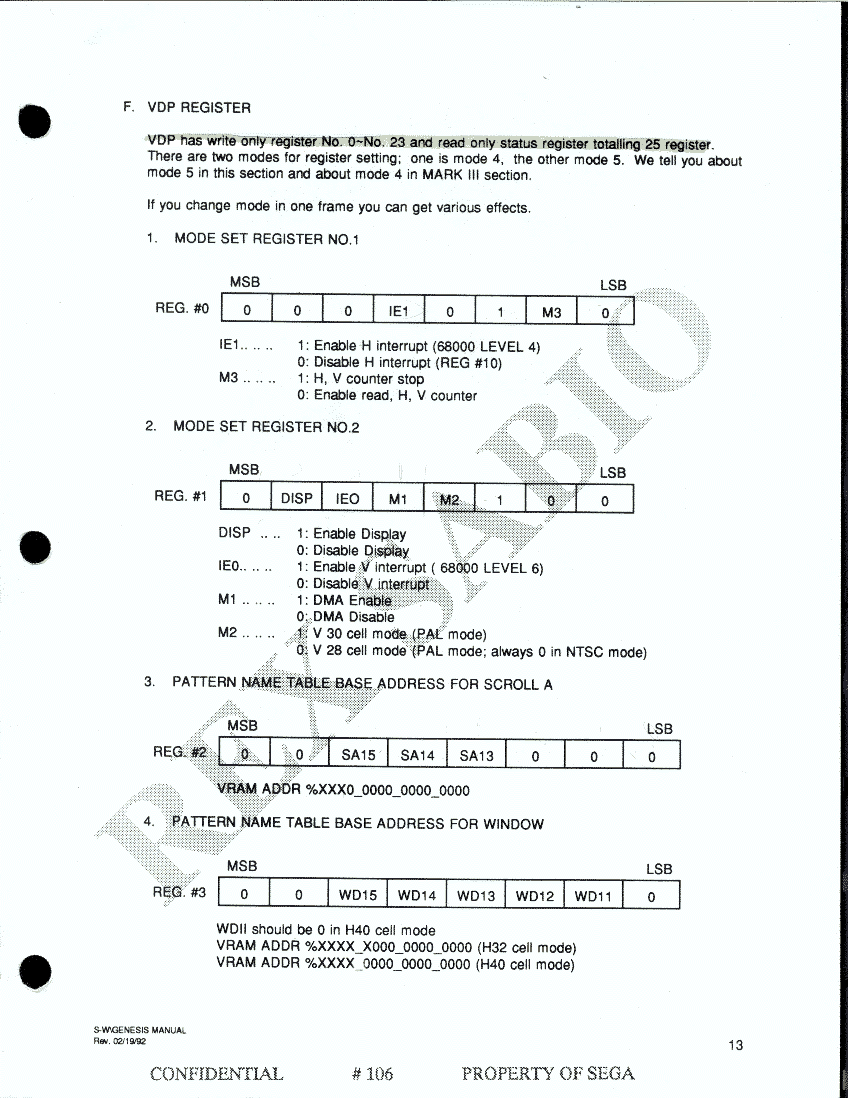 F. VDP REGISTER
VDP has write only register No. 0~No. 23 and read only status register totalling 25 register.
There are two modes for register setting; one is mode 4, the other mode 5. We tell you about
mode 5 in this section and about mode 4 in MARK III section.
If you change mode in one frame you can get various effects.
1. MODE SET REGISTER NO.1
MSB LSB
REG. #0 0 0 0 IE1 0 1 M3 0
IE1.. .. .. 1: Enable H interrupt (68000 LEVEL 4)
0: Disable H interrupt (REG #10)
M3 .. .. .. 1: H, V counter stop
0: Enable read, H, V counter
2. MODE SET REGISTER NO.2
MSB LSB
REG. #1 0 DISP IEO M1 M2 1 0 0
DISP .. .. 1: Enable Display
0: Disable Display
IE0.. .. .. 1: Enable V interrupt ( 68000 LEVEL 6)
0: Disable V interrupt
M1 .. .. .. 1: DMA Enable
0: DMA Disable
M2 .. .. .. 1: V 30 cell mode (PAL mode)
0: V 28 cell mode (PAL mode; always 0 in NTSC mode)
3. PATTERN NAME TABLE BASE ADDRESS FOR SCROLL A
MSB LSB
REG. #2 0 0 SA15 SA14 SA13 0 0 0
VRAM ADDR %XXX0_0000_0000_0000
4. PATTERN NAME TABLE BASE ADDRESS FOR WINDOW
MSB LSB
REG. #3 0 0 WD15 WD14 WD13 WD12 WD11 0
WDII should be 0 in H40 cell mode
VRAM ADDR %XXXX_X000_0000_0000 (H32 cell mode)
VRAM ADDR %XXXX_0000_0000_0000 (H40 cell mode)
REX SABIO
S-W\GENESIS MANUAL
Rev. 02/19/92
13
CONFIDENTIAL # 106 PROPERTY OF SEGA